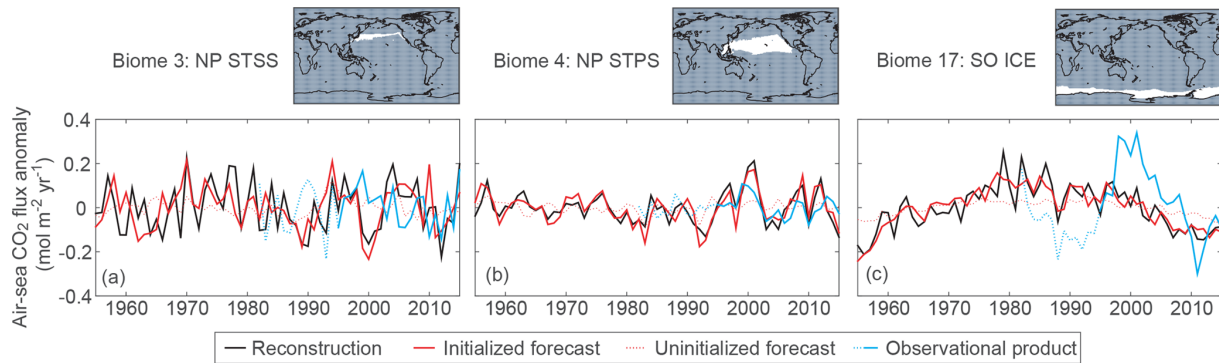 Biome 3: NP STSS
Biome 4: NP STPS
Biome 17: SO ICE
Air-sea CO2 flux anomaly
(mol m-2 yr-1)
0.4
0.2
0
-0.2
-0.4
(a)
(b)
(c)
1960 1970 1980 1990 2000 2010
1960 1970 1980 1990 2000 2010
1960 1970 1980 1990 2000 2010
Reconstruction Initialized forecast Uninitialized forecast Observational product